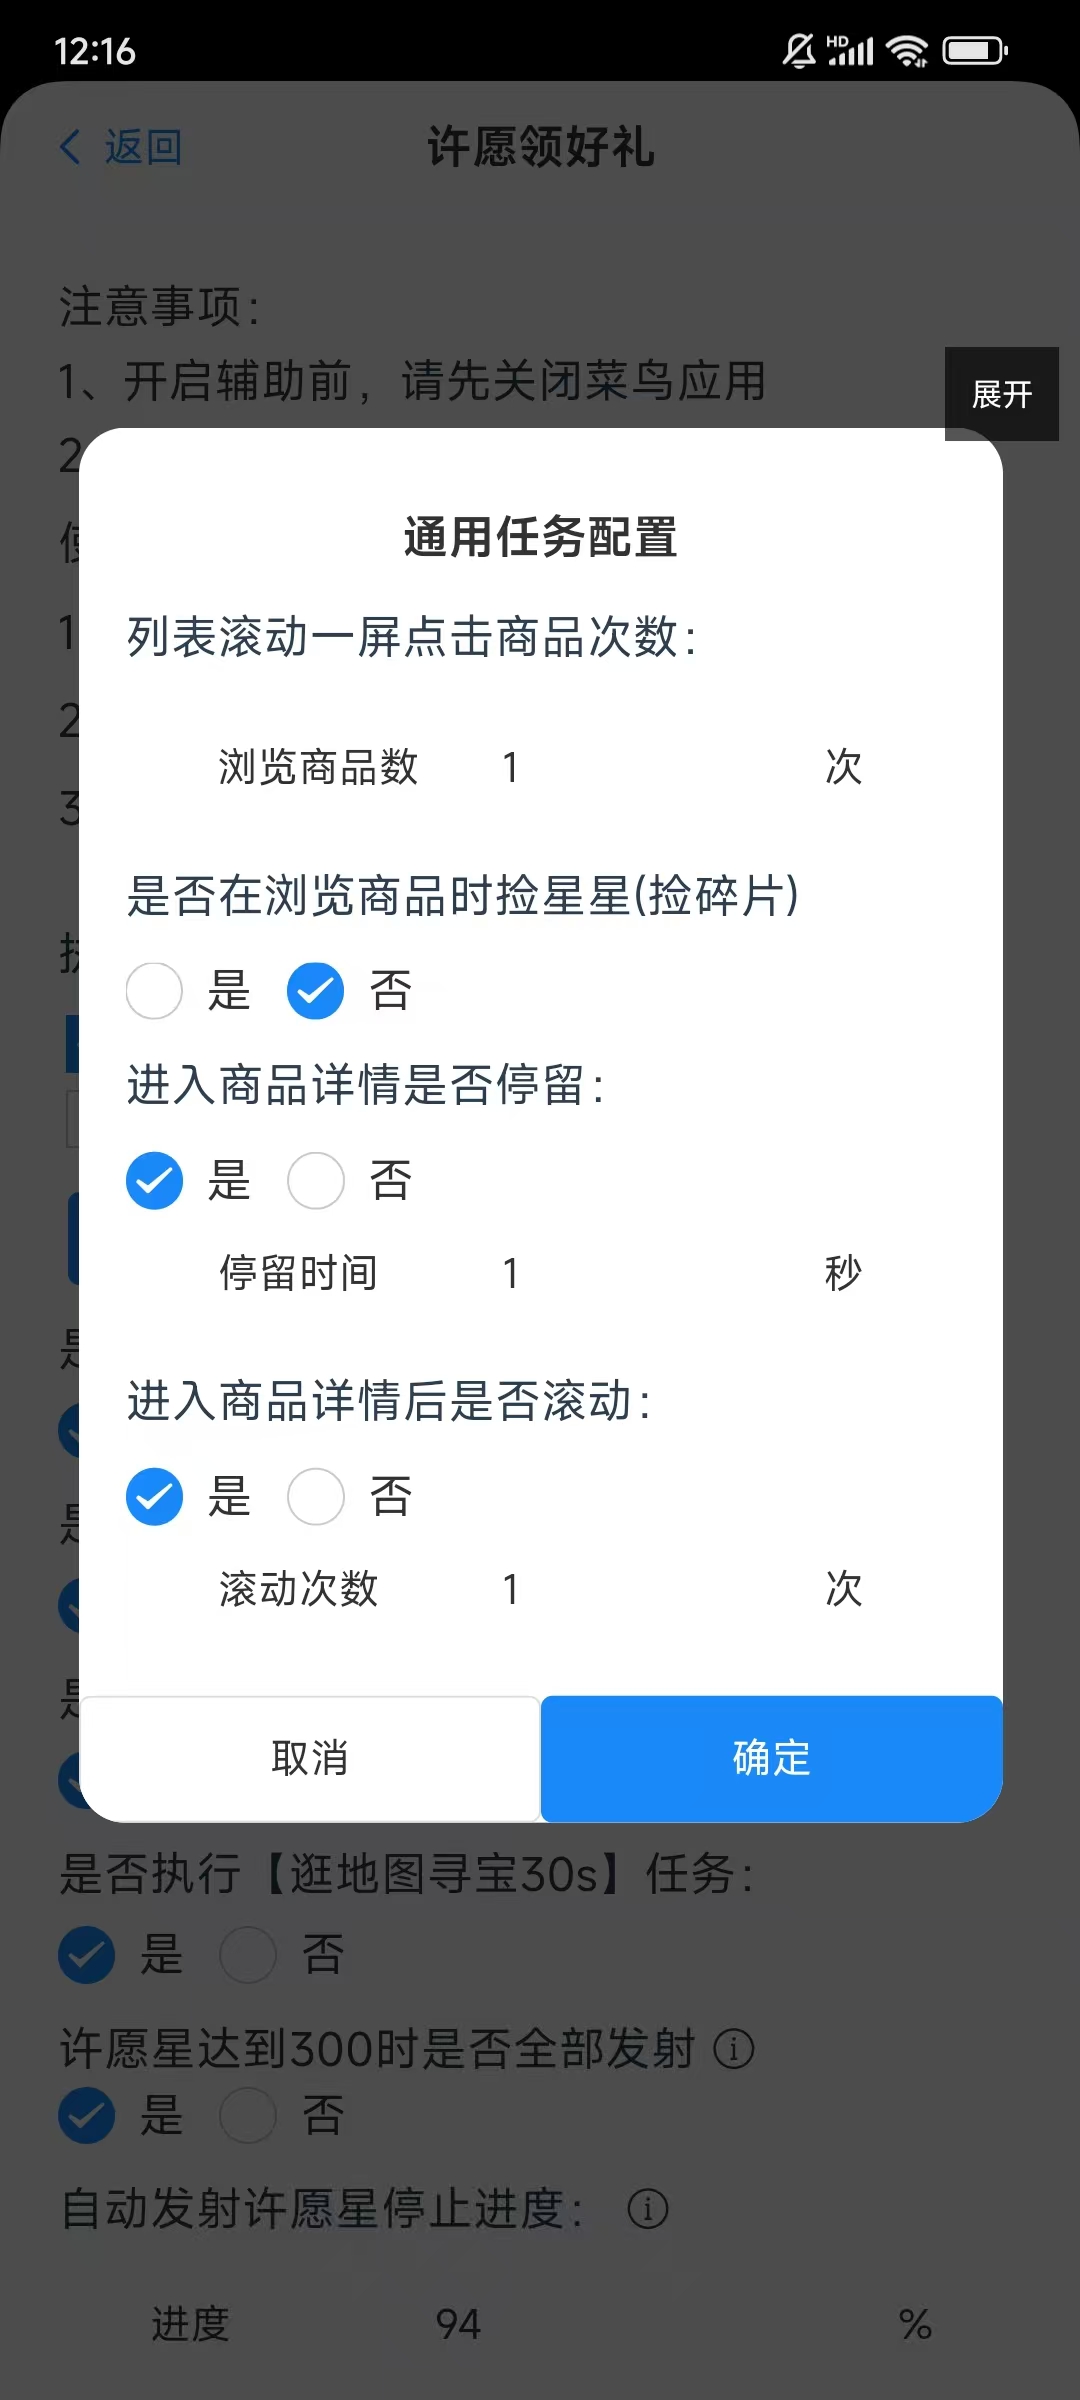 12:16
HD
返回
许愿领好礼
注意事项：
1、开启辅助前，请先关闭菜鸟应用
展开
2
1
2
3
通用任务配置
列表滚动一屏点击商品次数：
浏览商品数 1 次
是否在浏览商品时捡星星(捡碎片)
是 否
进入商品详情是否停留：
是 否
停留时间 1 秒
进入商品详情后是否滚动：
是 否
滚动次数 1 次
取消 确定
是否执行【逛地图寻宝30s】任务：
是 否
许愿星达到300时是否全部发射
是 否
自动发射许愿星停止进度：
进度 94 %